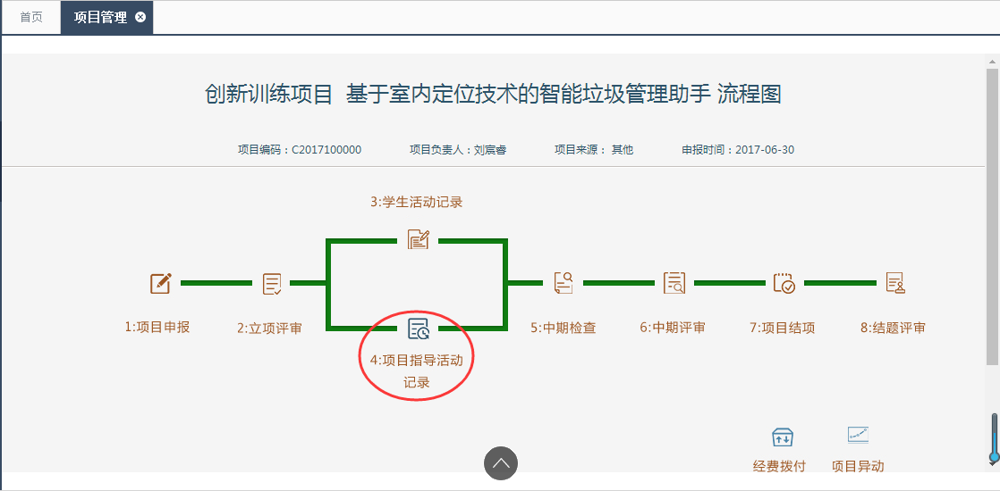 首页
项目管理
创新训练项目 基于室内定位技术的智能垃圾管理助手 流程图
项目编码：C2017100000 项目负责人：刘宸睿 项目来源： 其他 申报时间：2017-06-30
3:学生活动记录
1:项目申报
2:立项评审
4:项目指导活动
记录
5:中期检查
6:中期评审
7:项目结项
8:结题评审
经费拨付
项目异动